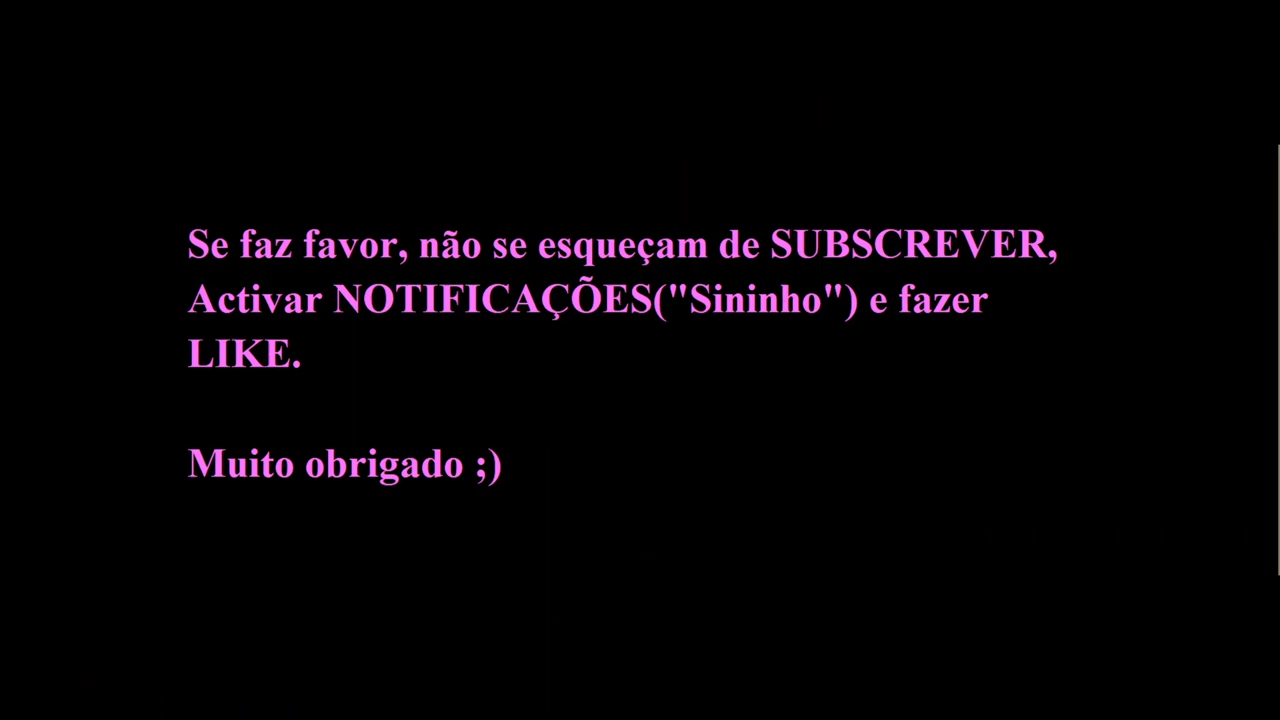 Se faz favor, não se esqueçam de SUBSCREVER,
Activar NOTIFICAÇÕES("Sininho") e fazer
LIKE.
Muito obrigado ;)